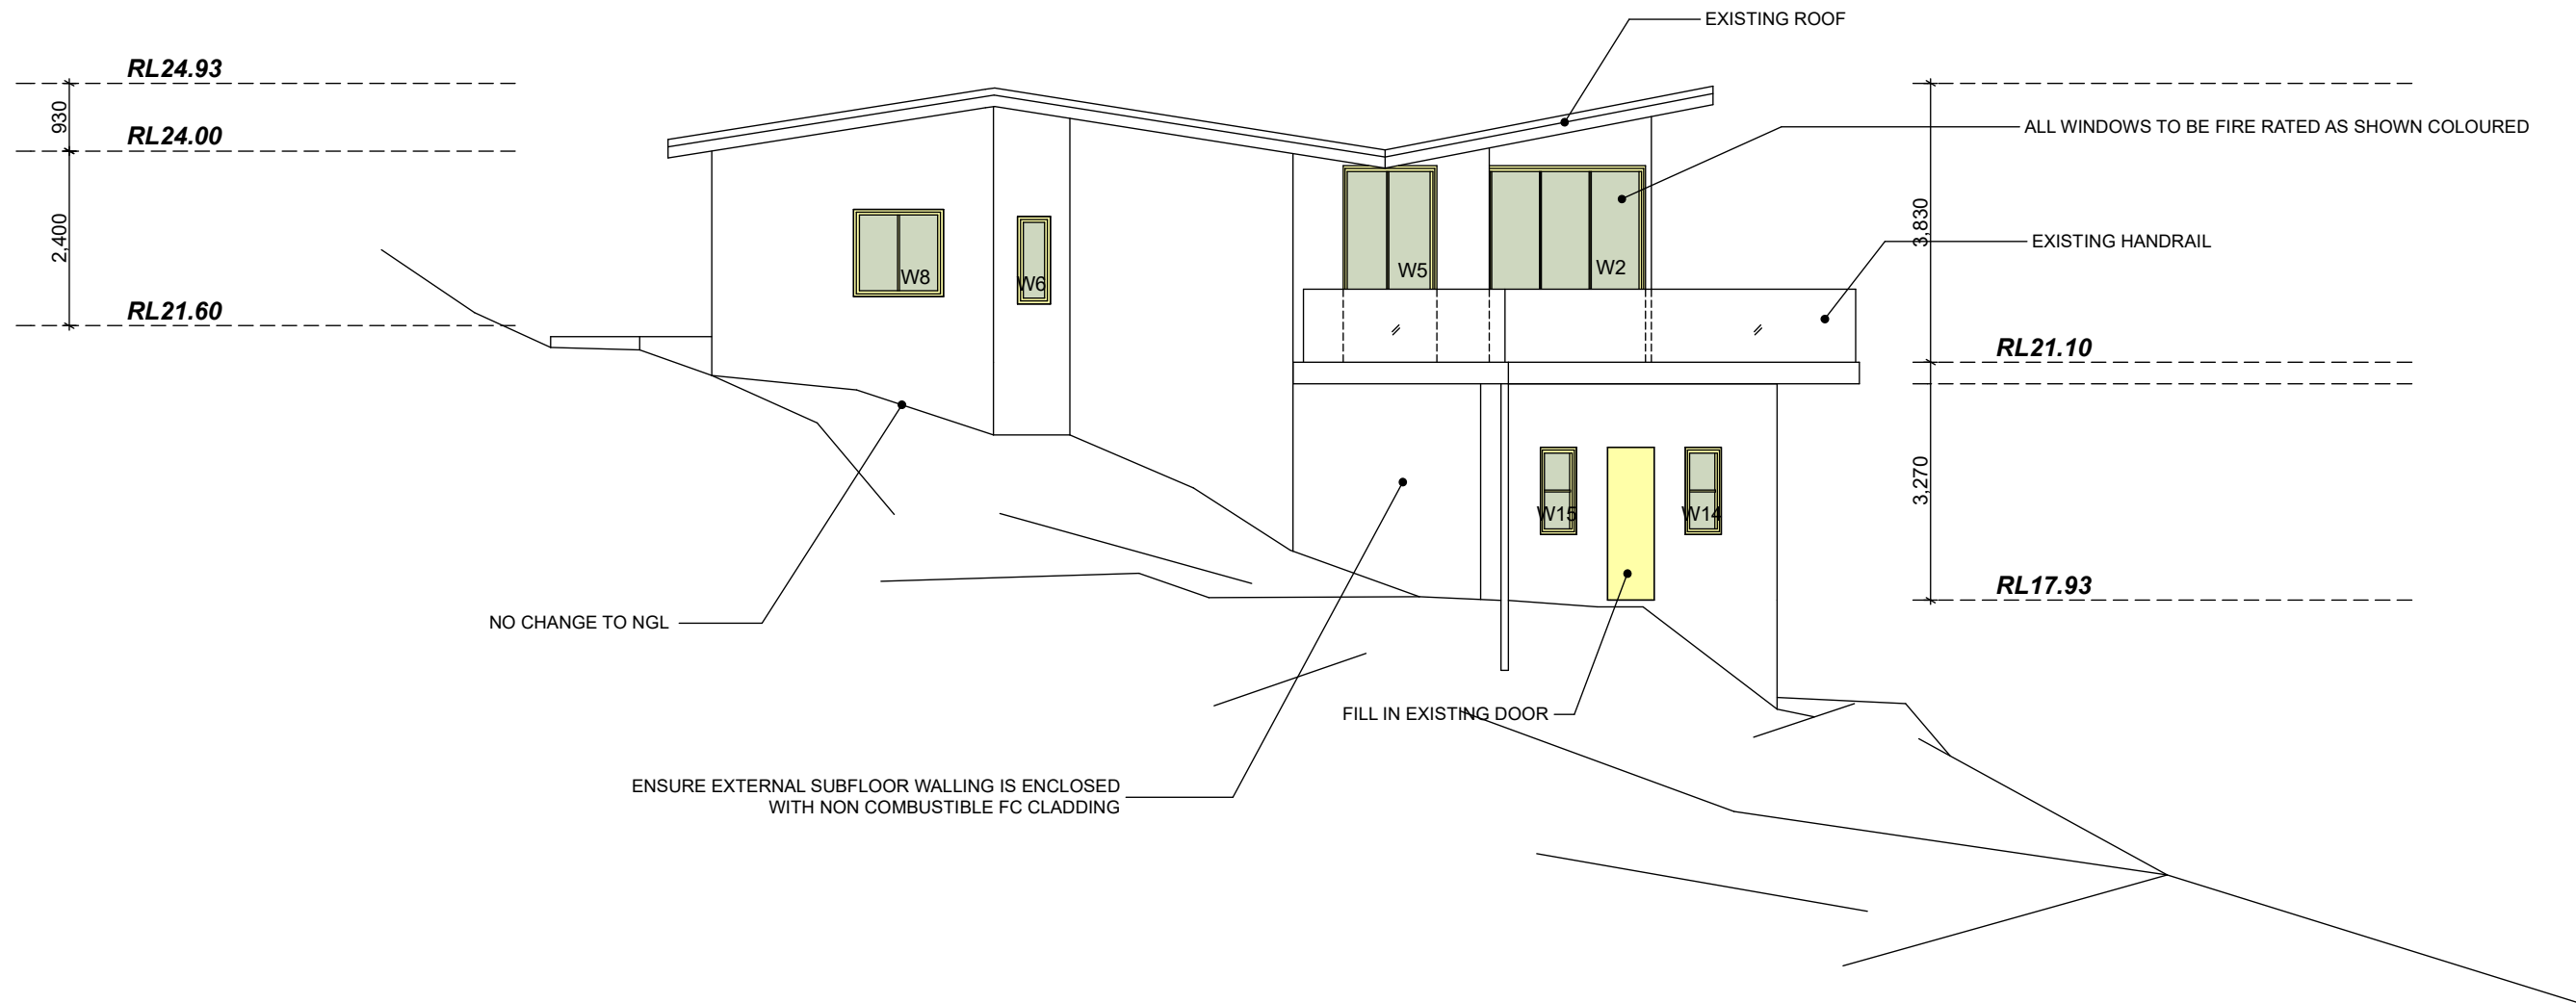 EXISTING ROOF
RL24.93
930
ALL WINDOWS TO BE FIRE RATED AS SHOWN COLOURED
RL24.00
2,400
3,830
EXISTING HANDRAIL
W8
W6
W5
W2
RL21.60
RL21.10
3,270
W15
W14
RL17.93
NO CHANGE TO NGL
FILL IN EXISTING DOOR
ENSURE EXTERNAL SUBFLOOR WALLING IS ENCLOSED
WITH NON COMBUSTIBLE FC CLADDING